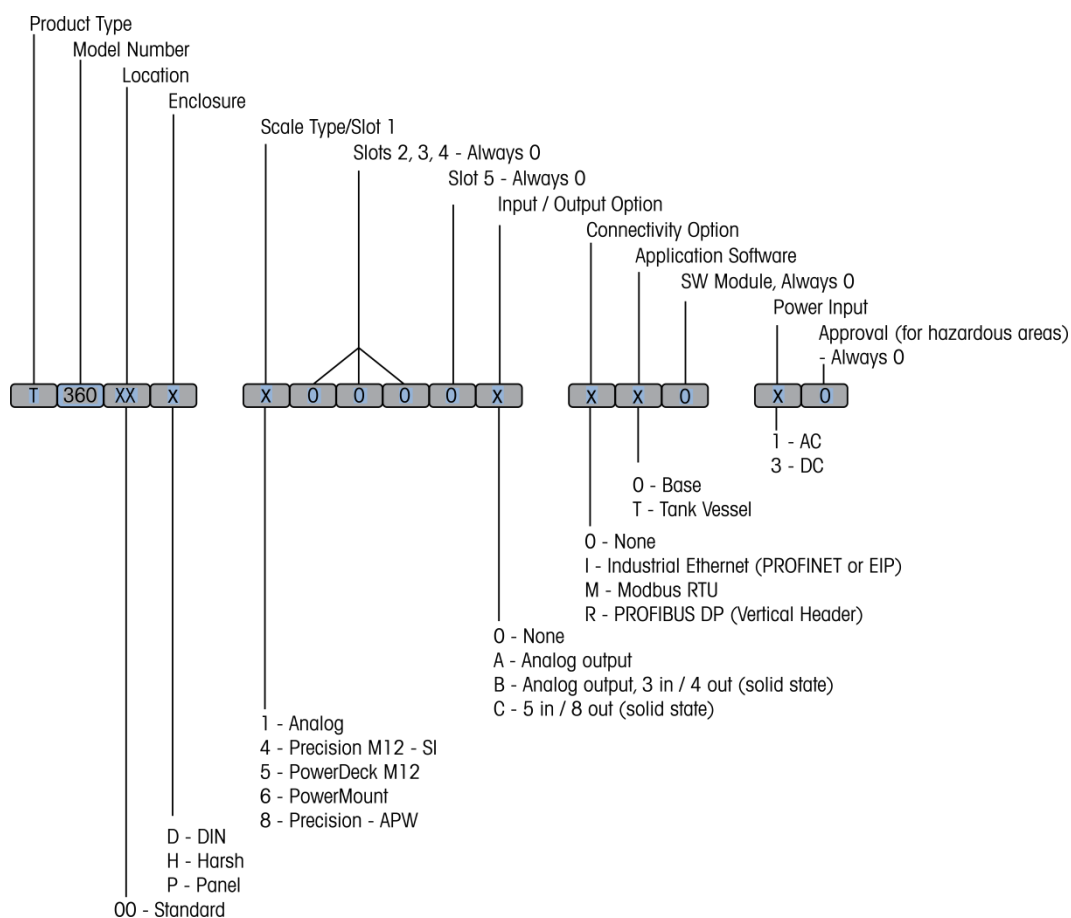 Product Type
Model Number
Location
Enclosure
Scale Type/Slot 1
Slots 2, 3, 4 - Always 0
Slot 5 - Always 0
Input / Output Option
Connectivity Option
Application Software
SW Module, Always 0
Power Input
Approval (for hazardous areas)
- Always 0
T 360 XX X X 0 0 0 0 X X X 0 X 0
1 - AC
3 - DC
0 - Base
T - Tank Vessel
0 - None
I - Industrial Ethernet (PROFINET or EIP)
M - Modbus RTU
R - PROFIBUS DP (Vertical Header)
0 - None
A - Analog output
B - Analog output, 3 in / 4 out (solid state)
C - 5 in / 8 out (solid state)
1 - Analog
4 - Precision M12 - SI
5 - PowerDeck M12
6 - PowerMount
8 - Precision - APW
D - DIN
H - Harsh
P - Panel
00 - Standard